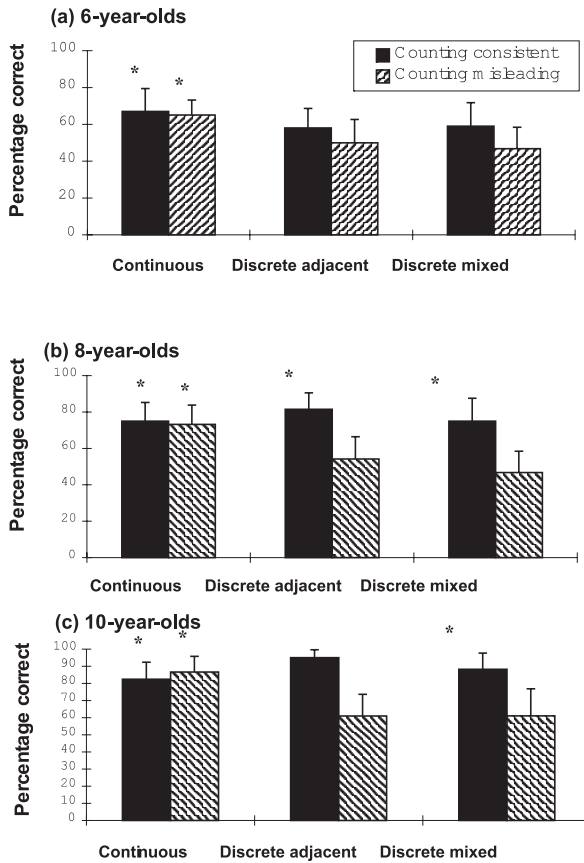 (a) 6-year-olds
Counting consistent
Counting misleading
Percentage correct
100
80
60
40
20
0
* *
Continuous Discrete adjacent Discrete mixed
(b) 8-year-olds
Percentage correct
100
80
60
40
20
0
* * * *
Continuous Discrete adjacent Discrete mixed
(c) 10-year-olds
Percentage correct
100
90
80
70
60
50
40
30
20
10
0
* * *
Continuous Discrete adjacent Discrete mixed